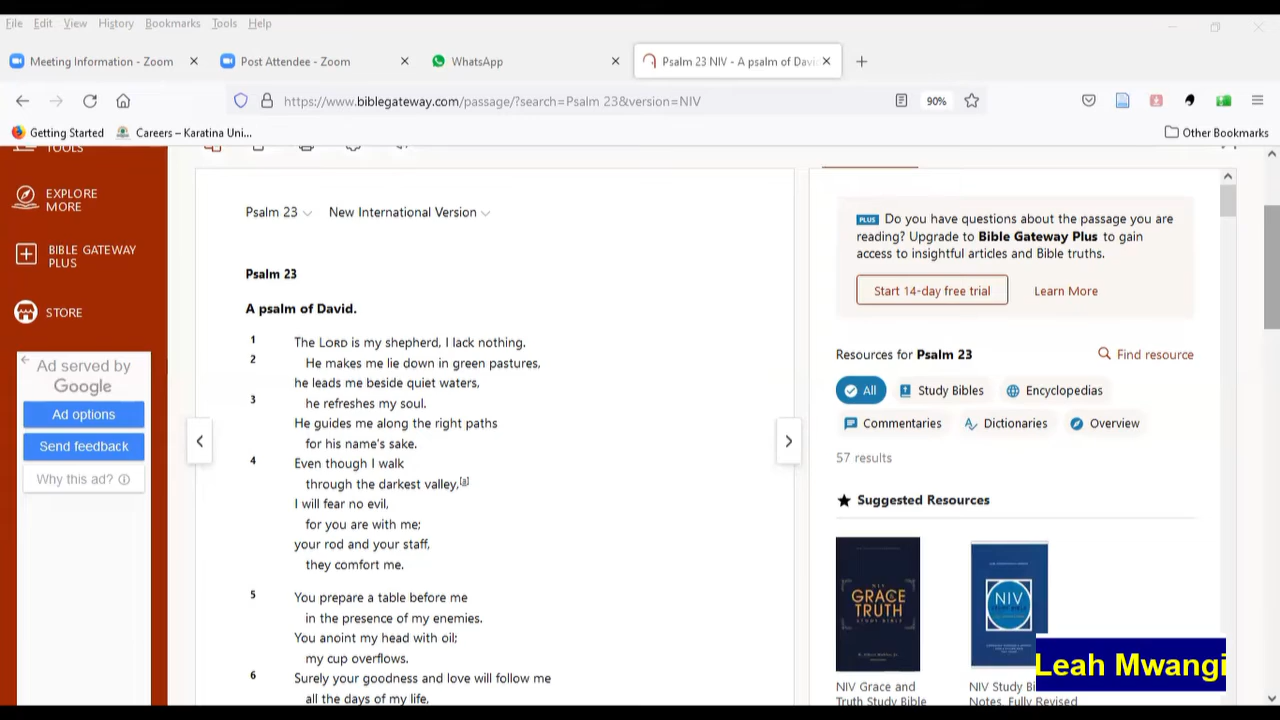 File Edit View History Bookmarks Tools Help
Meeting Information - Zoom
Post Attendee - Zoom
WhatsApp
Psalm 23 NIV - A psalm of Davi
https://www.biblegateway.com/passage/?search=Psalm 23&version=NIV
90%
Getting Started
Careers – Karatina Uni...
Other Bookmarks
TOOLS
EXPLORE
MORE
BIBLE GATEWAY
PLUS
STORE
Ad served by
Google
Ad options
Send feedback
Why this ad?
Psalm 23
New International Version
Psalm 23
A psalm of David.
1 The LORD is my shepherd, I lack nothing.
2 He makes me lie down in green pastures,
he leads me beside quiet waters,
3 he refreshes my soul.
He guides me along the right paths
for his name's sake.
4 Even though I walk
through the darkest valley,[a]
I will fear no evil,
for you are with me;
your rod and your staff,
they comfort me.
5 You prepare a table before me
in the presence of my enemies.
You anoint my head with oil;
my cup overflows.
6 Surely your goodness and love will follow me
all the days of my life,
PLUS Do you have questions about the passage you are
reading? Upgrade to Bible Gateway Plus to gain
access to insightful articles and Bible truths.
Start 14-day free trial
Learn More
Resources for Psalm 23
Find resource
All
Study Bibles
Encyclopedias
Commentaries
Dictionaries
Overview
57 results
Suggested Resources
NIV
GRACE
TRUTH
STUDY BIBLE
NIV
NIV Grace and
Truth Study Bible
NIV Study Bi
Notes, Fully Revised
Leah Mwangi